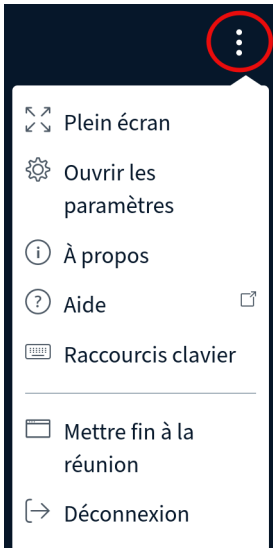 Plein écran
Ouvrir les
paramètres
À propos
Aide
Raccourcis clavier
Mettre fin à la
réunion
Déconnexion